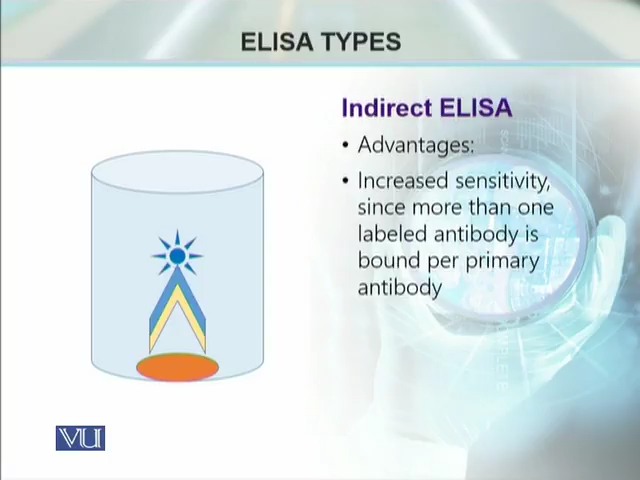 ELISA TYPES
Indirect ELISA
• Advantages:
• Increased sensitivity,
since more than one
labeled antibody is
bound per primary
antibody
VU